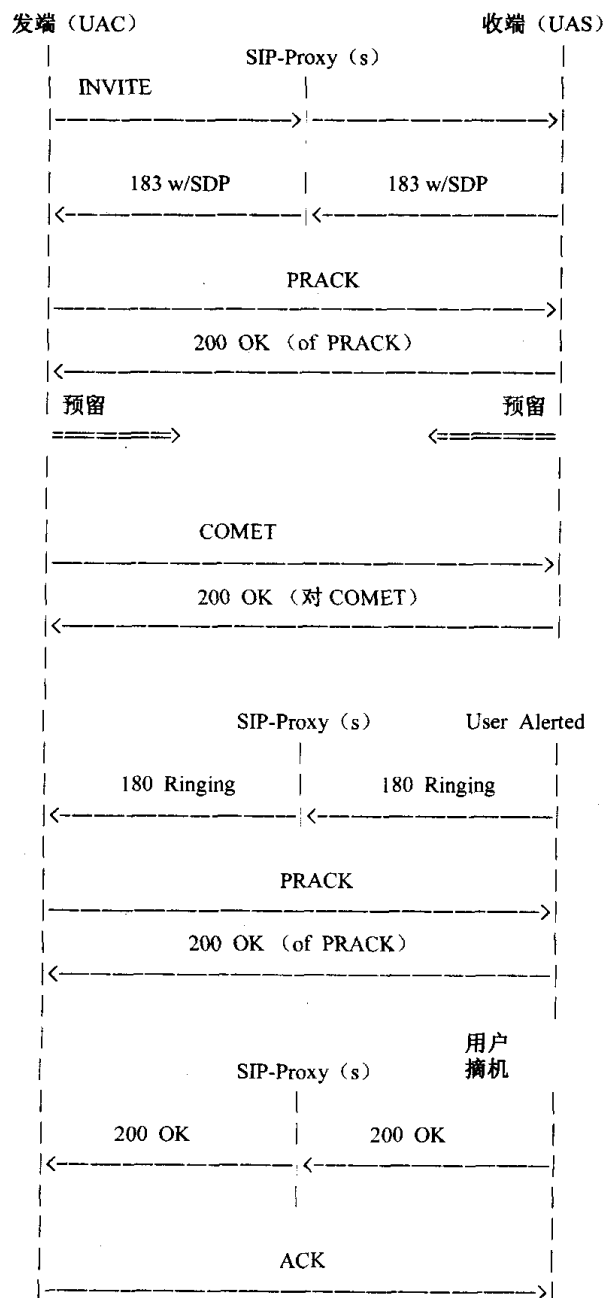 发端（UAC） 收端（UAS）
SIP-Proxy（s）
INVITE
183 w/SDP 183 w/SDP
PRACK
200 OK（of PRACK）
预留 预留
COMET
200 OK（对 COMET）
SIP-Proxy（s） User Alerted
180 Ringing 180 Ringing
PRACK
200 OK（of PRACK）
用户
SIP-Proxy（s） 摘机
200 OK 200 OK
ACK